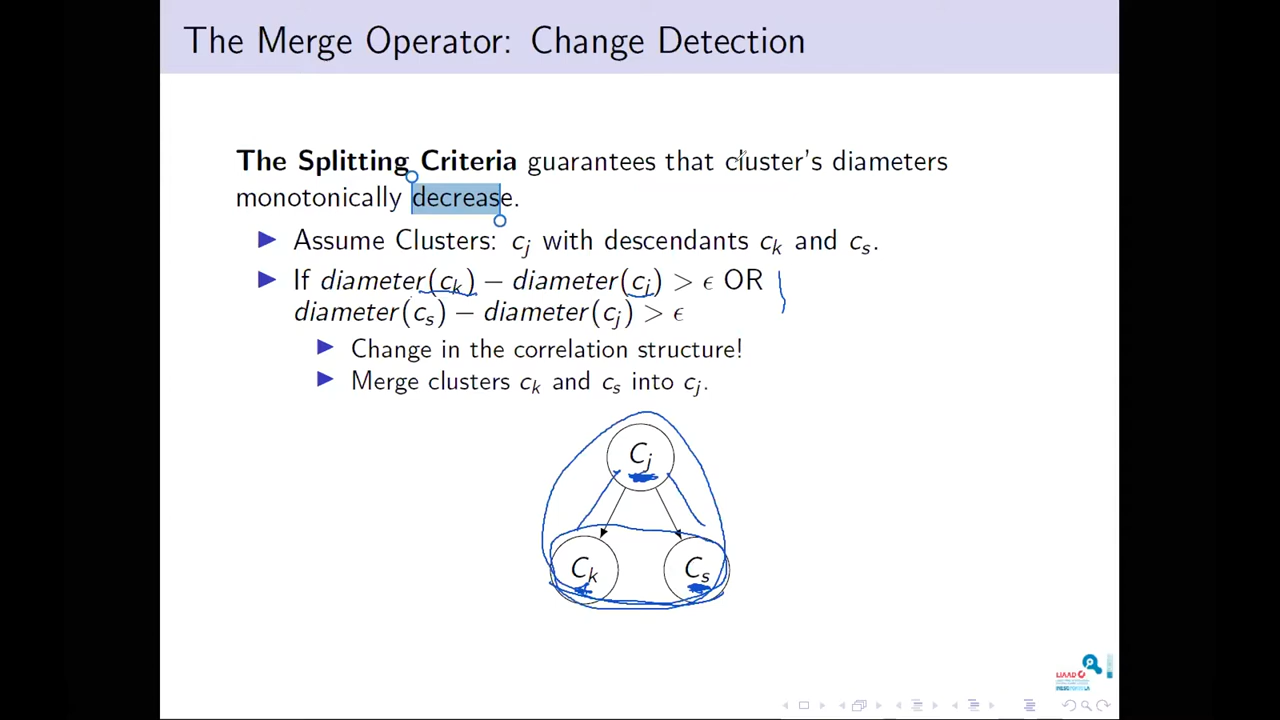 The Merge Operator: Change Detection
The Splitting Criteria guarantees that cluster's diameters
monotonically decrease.
▶ Assume Clusters: c_j with descendants c_k and c_s.
▶ If diameter(c_k) − diameter(c_j) > ϵ OR
diameter(c_s) − diameter(c_j) > ϵ
▶ Change in the correlation structure!
▶ Merge clusters c_k and c_s into c_j.
C_j
C_k C_s
LIAAD